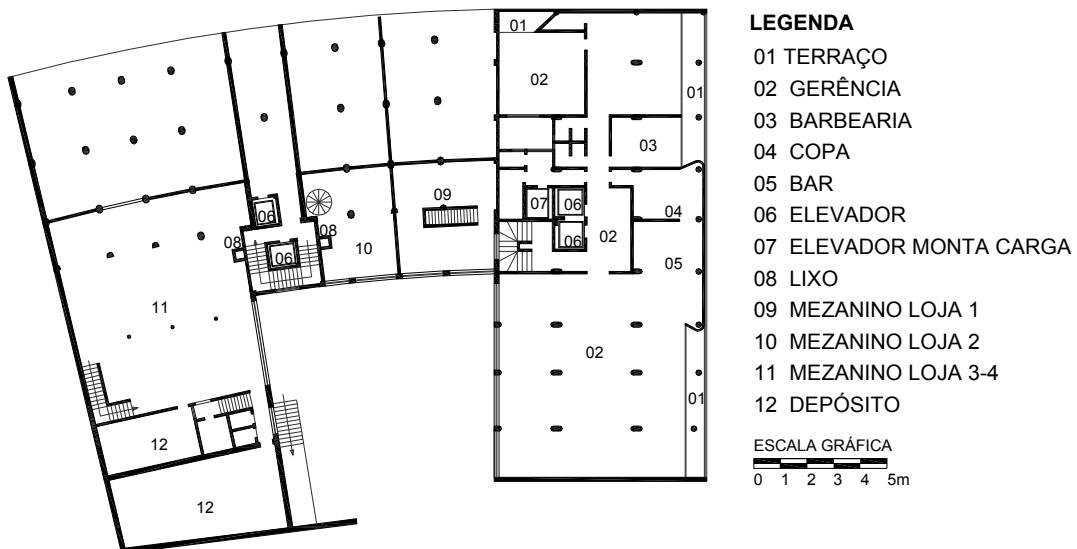 01
02
01
03
09
07
06
04
06
08
08
06
10
06
02
05
11
02
01
12
12
LEGENDA
01 TERRAÇO
02 GERÊNCIA
03 BARBEARIA
04 COPA
05 BAR
06 ELEVADOR
07 ELEVADOR MONTA CARGA
08 LIXO
09 MEZANINO LOJA 1
10 MEZANINO LOJA 2
11 MEZANINO LOJA 3-4
12 DEPÓSITO
ESCALA GRÁFICA
0 1 2 3 4 5m